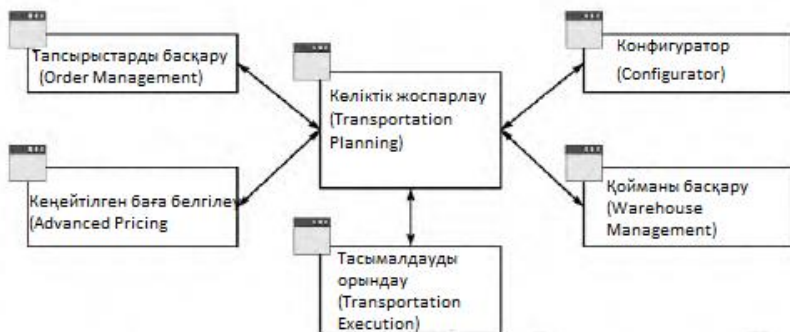 Тапсырыстарды басқару
(Order Management)
Көліктік жоспарлау
(Transportation
Planning)
Конфигуратор
(Configurator)
Кеңейтілген баға белгілеу
(Advanced Pricing
Қойманы басқару
(Warehouse
Management)
Тасымалдауды
орындау
(Transportation
Execution)